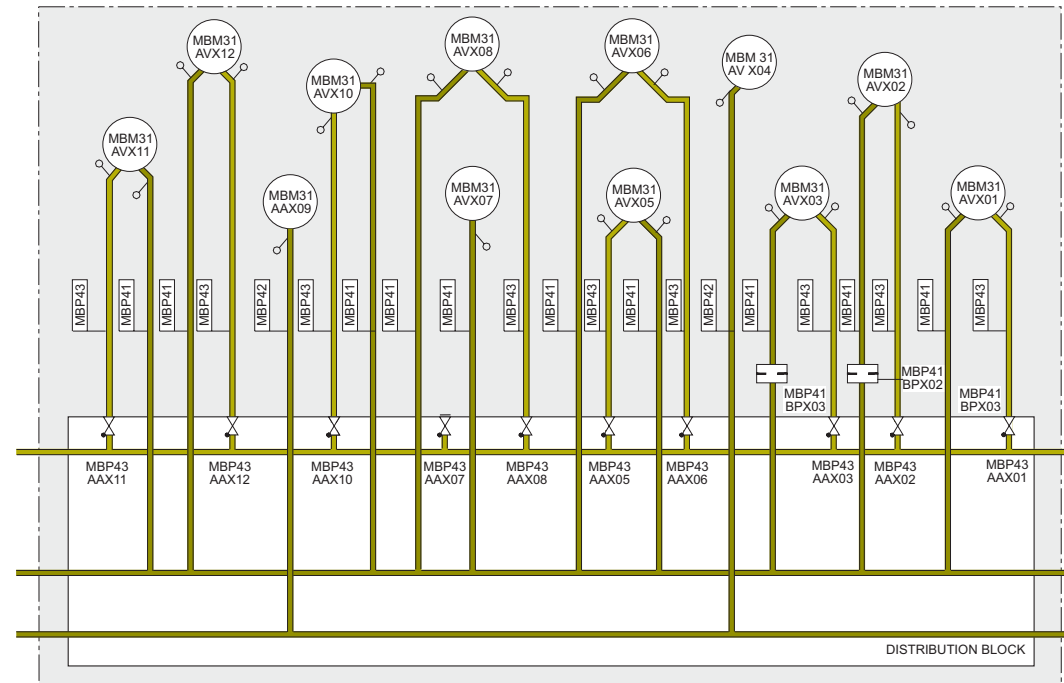 MBM31
AVX12
MBM31
AVX08
MBM31
AVX06
MBM 31
AV X04
MBM31
AVX10
MBM31
AVX02
MBM31
AVX11
MBM31
AAX09
MBM31
AVX07
MBM31
AVX05
MBM31
AVX03
MBM31
AVX01
MBP43
MBP41
MBP41
MBP43
MBP42
MBP43
MBP41
MBP41
MBP41
MBP43
MBP41
MBP43
MBP41
MBP43
MBP42
MBP41
MBP43
MBP41
MBP43
MBP41
MBP43
MBP41
BPX02
MBP41
BPX03
MBP41
BPX03
MBP43
AAX11
MBP43
AAX12
MBP43
AAX10
MBP43
AAX07
MBP43
AAX08
MBP43
AAX05
MBP43
AAX06
MBP43
AAX03
MBP43
AAX02
MBP43
AAX01
DISTRIBUTION BLOCK